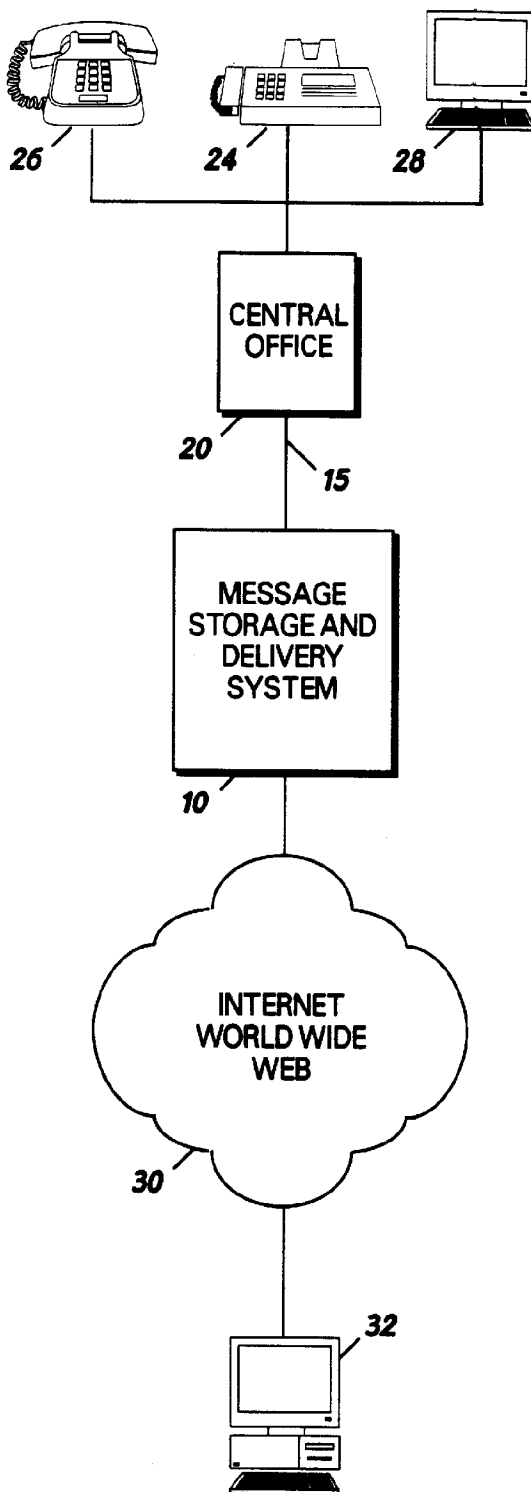 26
24
28
CENTRAL
OFFICE
20
15
MESSAGE
STORAGE AND
DELIVERY
SYSTEM
10
INTERNET
WORLD WIDE
WEB
30
32